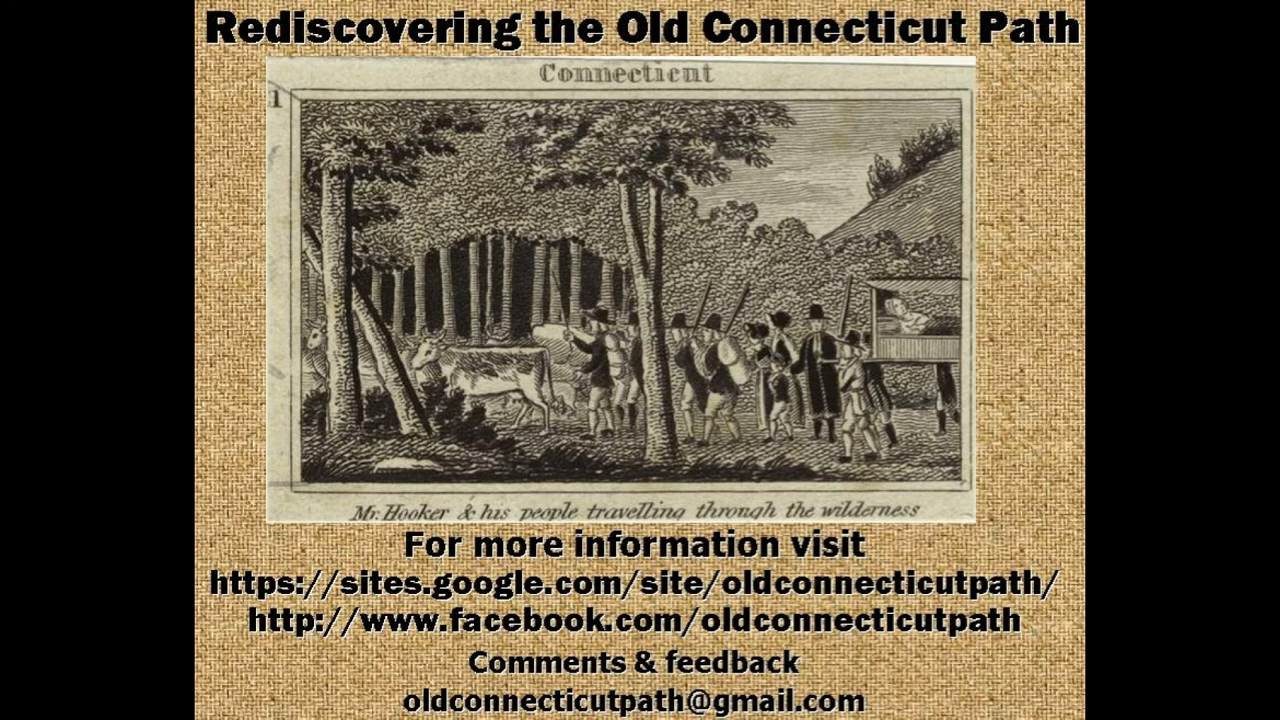 Rediscovering the Old Connecticut Path
Connecticut
1
Mr. Hooker & his people travelling through the wilderness
For more information visit
https://sites.google.com/site/oldconnecticutpath/
http://www.facebook.com/oldconnecticutpath
Comments & feedback
oldconnecticutpath@gmail.com